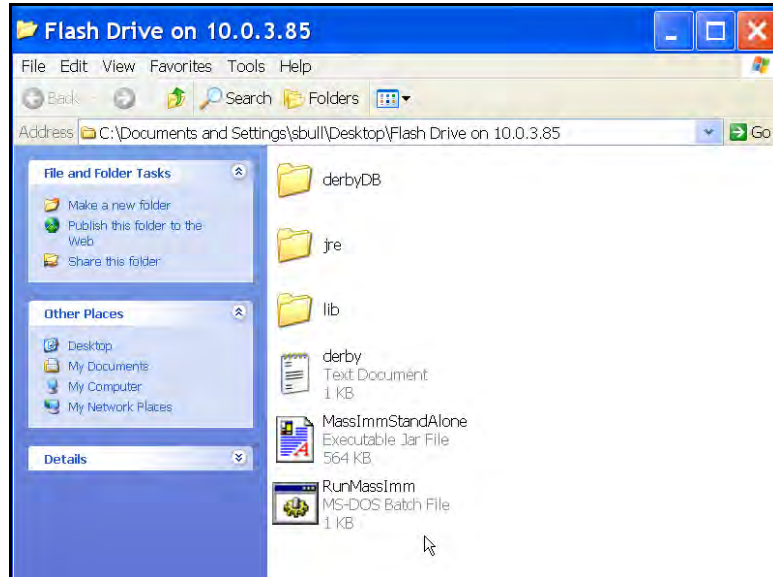 Flash Drive on 10.0.3.85
File Edit View Favorites Tools Help
Back Search Folders
Address C:\Documents and Settings\sbull\Desktop\Flash Drive on 10.0.3.85 Go
File and Folder Tasks
Make a new folder
Publish this folder to the
Web
Share this folder
Other Places
Desktop
My Documents
My Computer
My Network Places
Details
derbyDB
jre
lib
derby
Text Document
1 KB
MassImmStandAlone
Executable Jar File
564 KB
RunMassImm
MS-DOS Batch File
1 KB